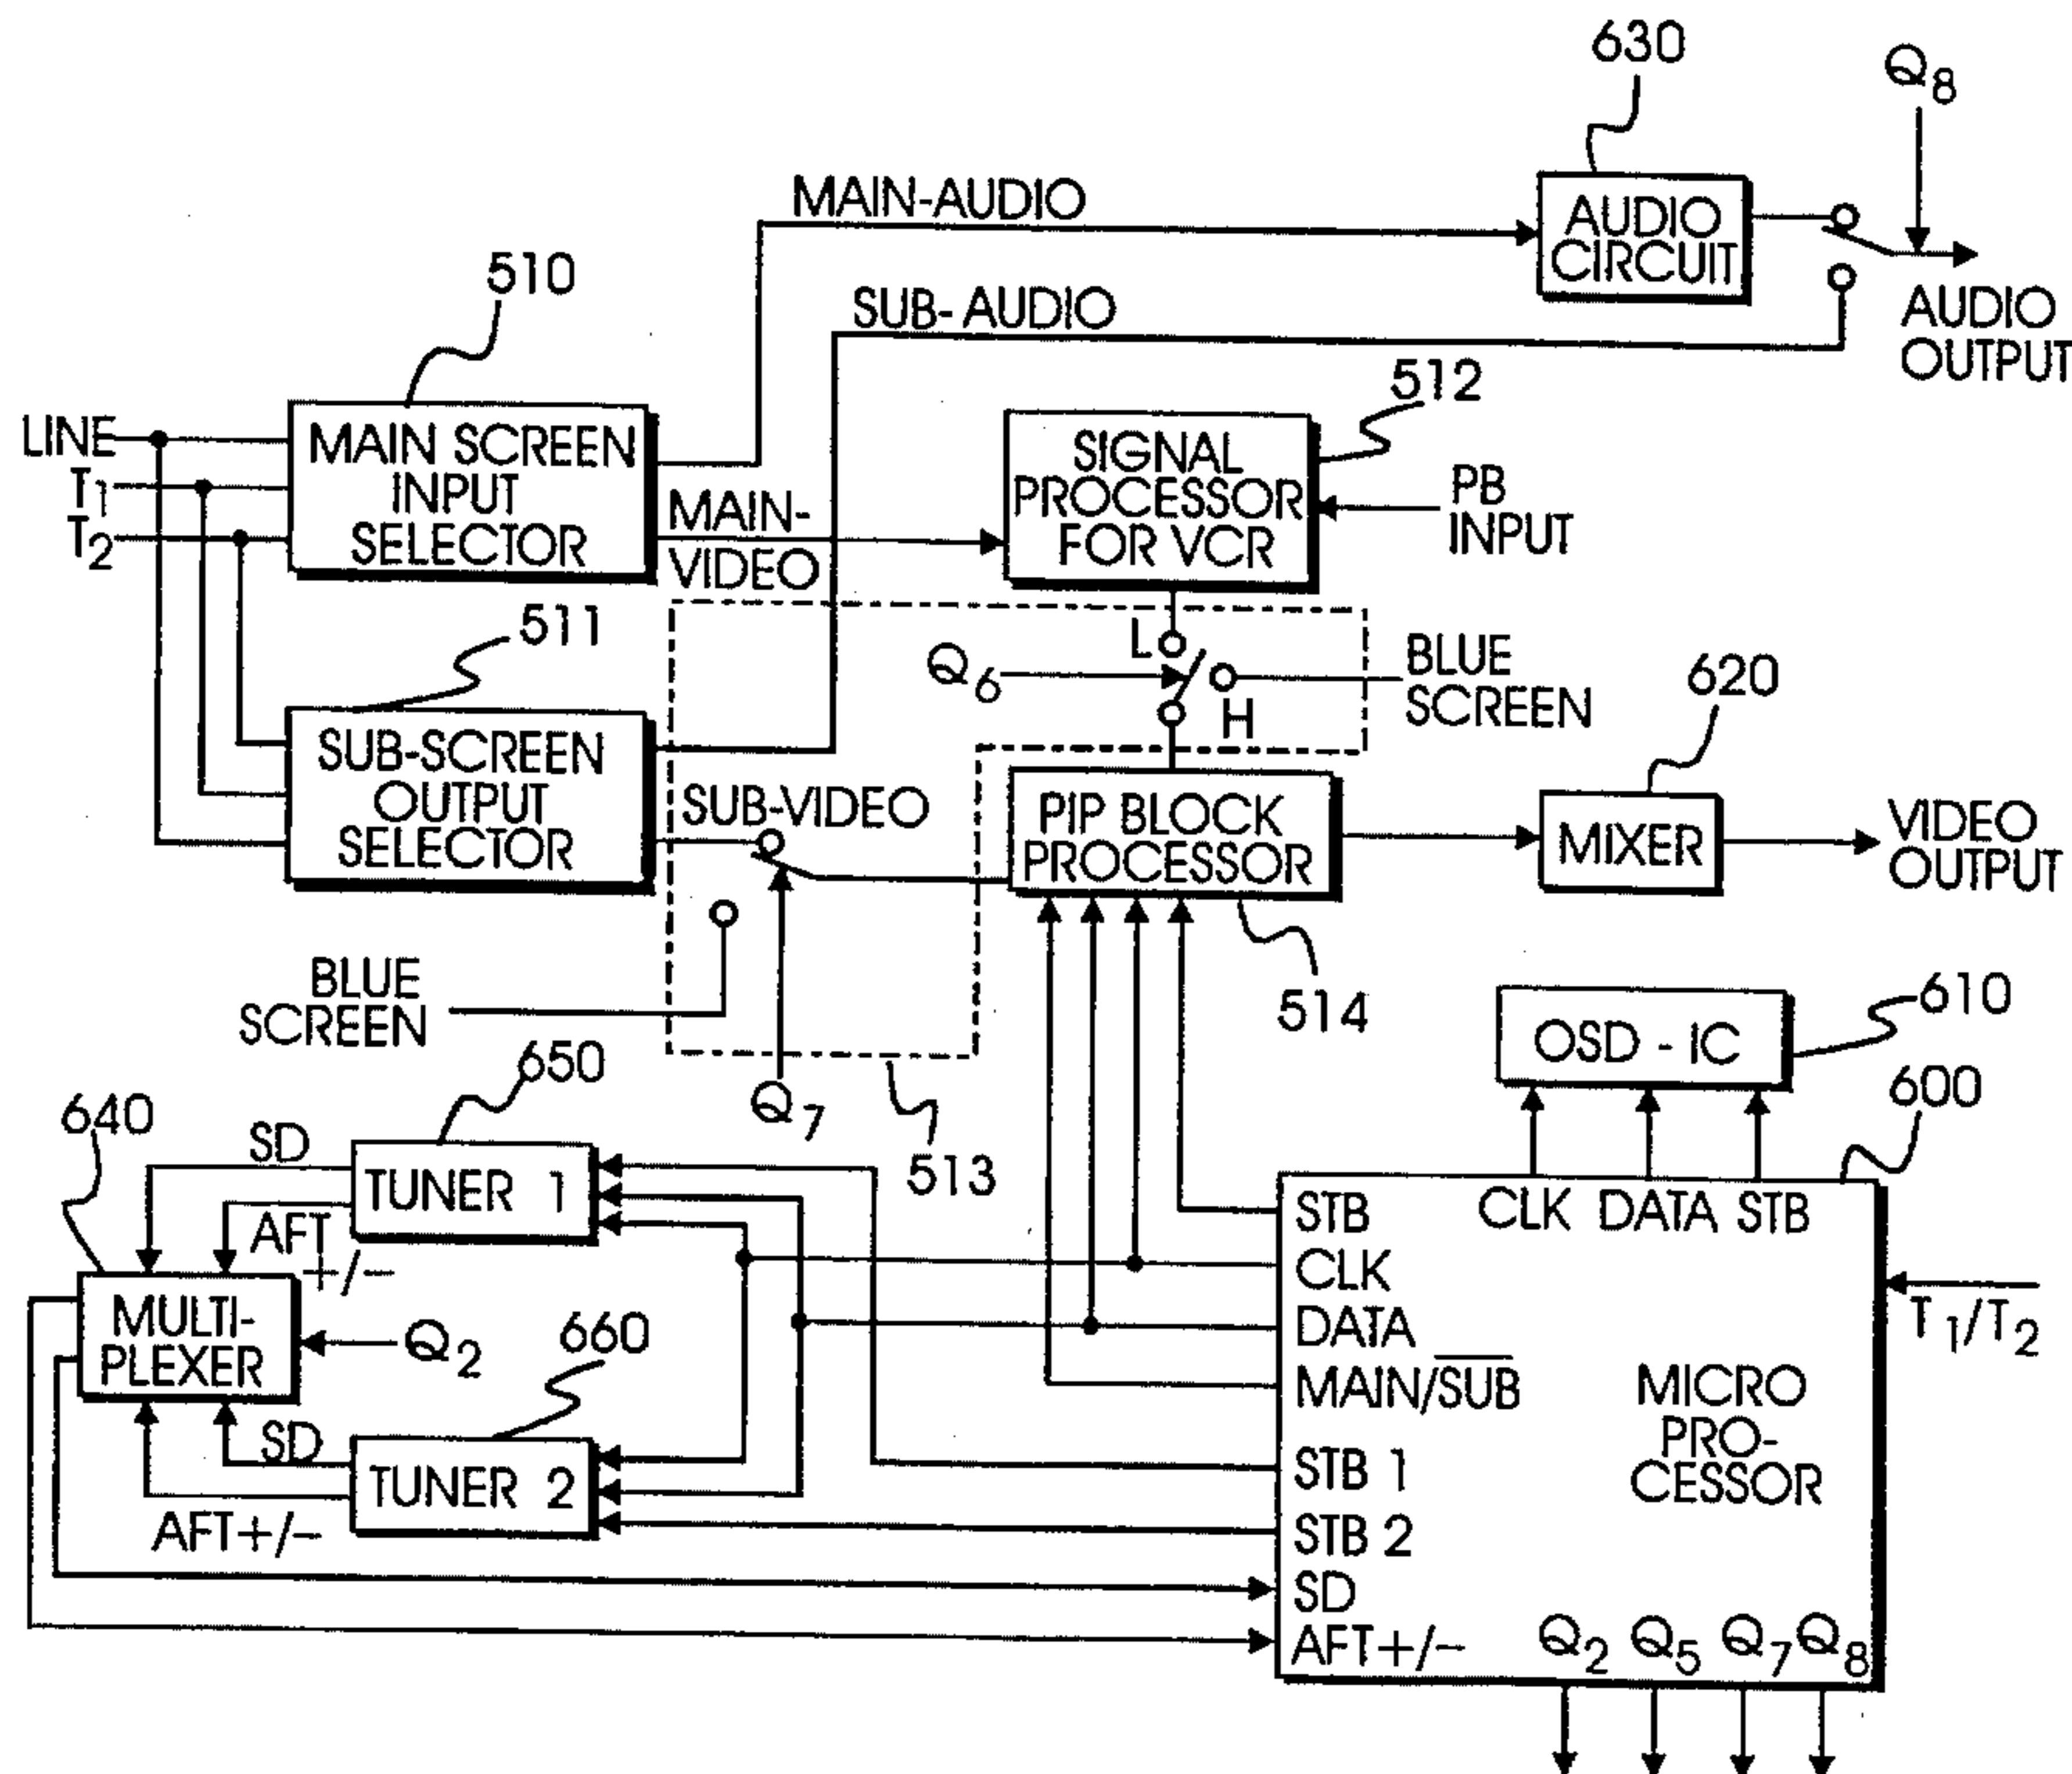 630
Q8
MAIN-AUDIO
AUDIO
CIRCUIT
510
SUB- AUDIO
AUDIO
OUTPUT
512
LINE
T1
T2
MAIN SCREEN
INPUT
SELECTOR
MAIN-
VIDEO
SIGNAL
PROCESSOR
FOR VCR
PB
INPUT
511
L
Q6
H
BLUE
SCREEN
620
SUB-SCREEN
OUTPUT
SELECTOR
SUB-VIDEO
PIP BLOCK
PROCESSOR
MIXER
VIDEO
OUTPUT
BLUE
SCREEN
514
OSD - IC
610
650
600
640
Q7
513
SD
TUNER 1
AFT
+/-
MULTI-
PLEXER
Q2
660
SD
TUNER 2
AFT+/-
CLK DATA STB
STB
CLK
DATA
MAIN/S̅U̅B̅
STB 1
STB 2
SD
AFT+/-
T1/T2
MICRO
PRO-
CESSOR
Q2 Q5 Q7 Q8